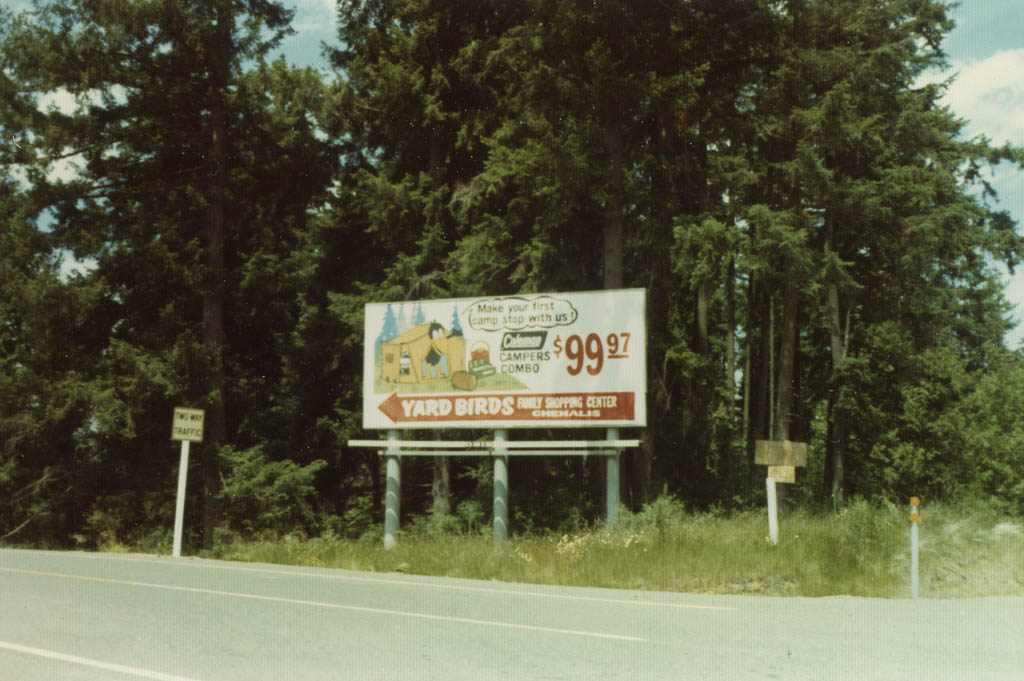 Make your first
camp stop with us!
Coleman
CAMPERS
COMBO
$99.97
YARD BIRDS FAMILY SHOPPING CENTER
CHEHALIS
TWO WAY
TRAFFIC